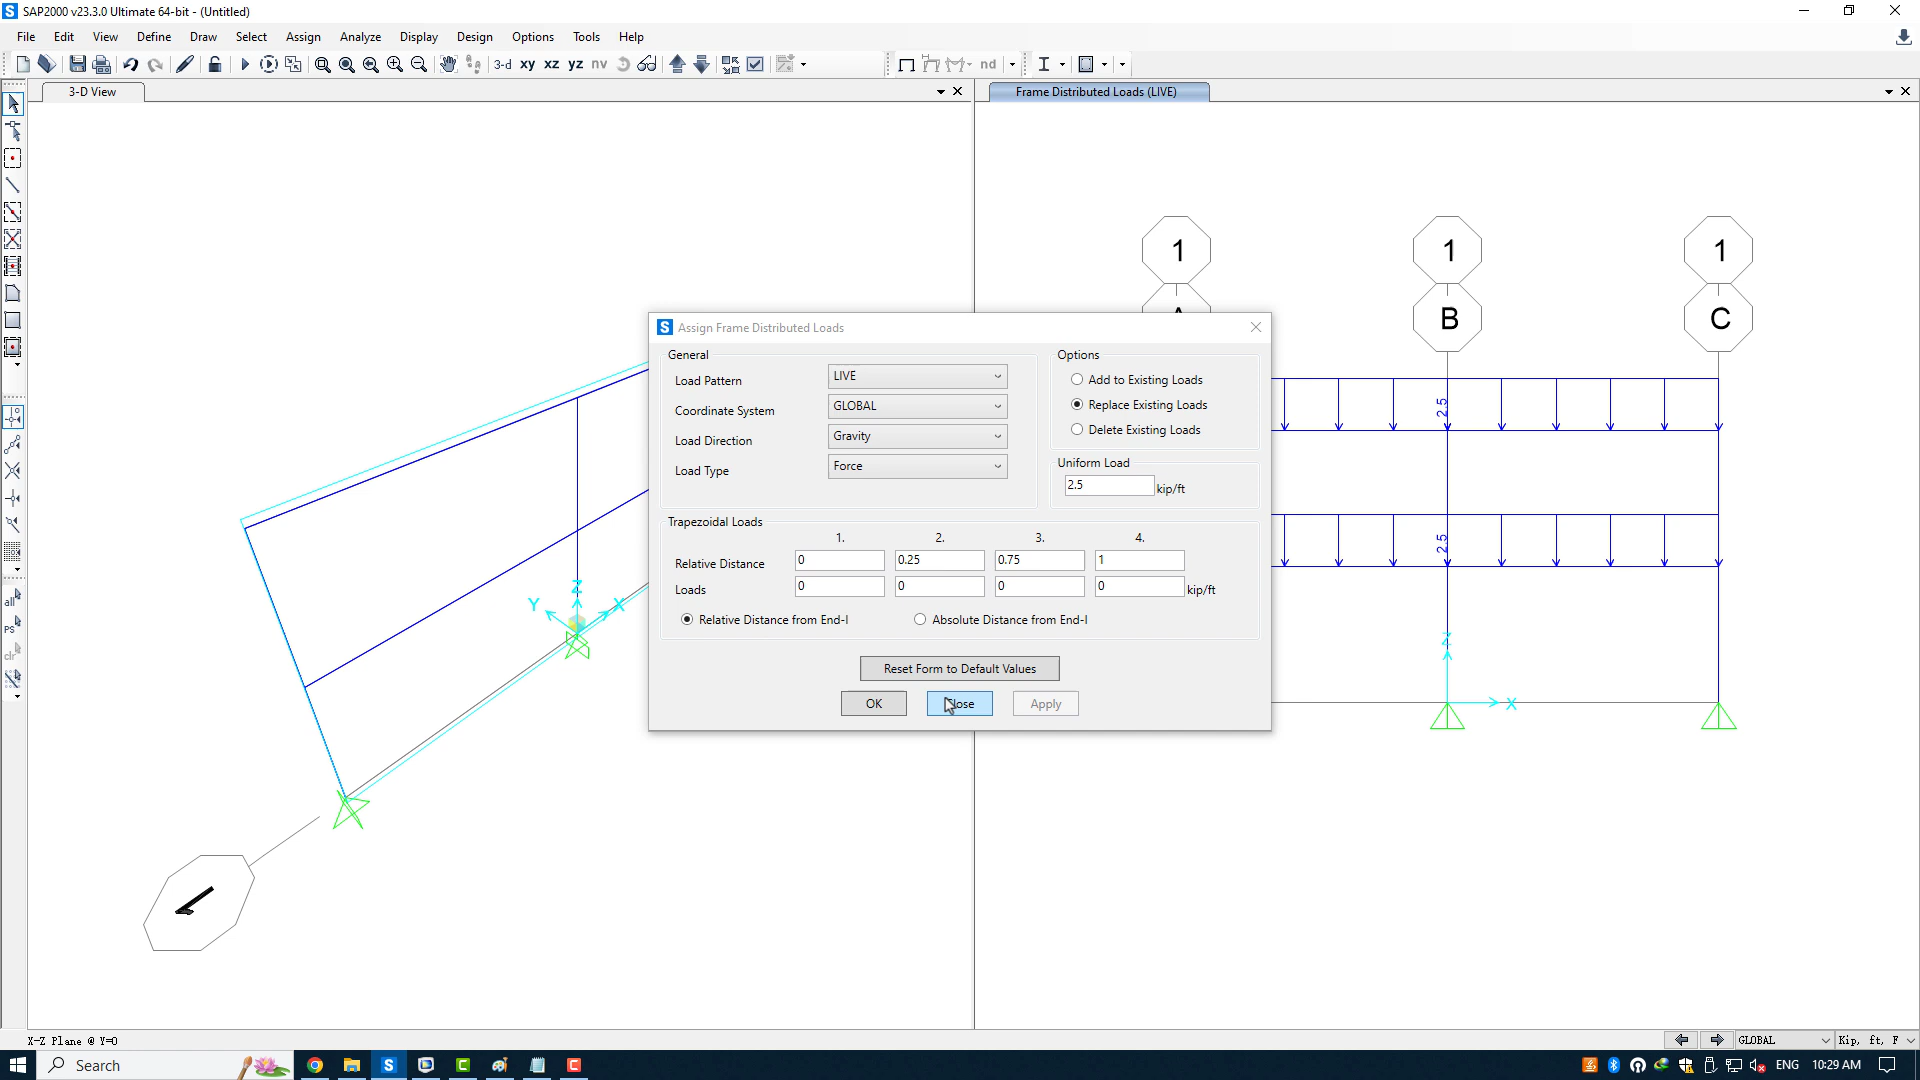 SAP2000 v23.3.0 Ultimate 64-bit - (Untitled)
File Edit View Define Draw Select Assign Analyze Display Design Options Tools Help
3-d xy xz yz nv nd
3-D View
Frame Distributed Loads (LIVE)
all
PS
clr
1 1 1
B C
Assign Frame Distributed Loads
General
Load Pattern LIVE
Coordinate System GLOBAL
Load Direction Gravity
Load Type Force
Options
Add to Existing Loads
Replace Existing Loads
Delete Existing Loads
Uniform Load
2.5 kip/ft
Trapezoidal Loads
1. 2. 3. 4.
Relative Distance 0 0.25 0.75 1
Loads 0 0 0 0 kip/ft
Relative Distance from End-I Absolute Distance from End-I
Reset Form to Default Values
OK Close Apply
2.5
2.5
Z
Y X
Z
X
1
X-Z Plane @ Y=0
GLOBAL Kip, ft, F
Search
ENG 10:29 AM